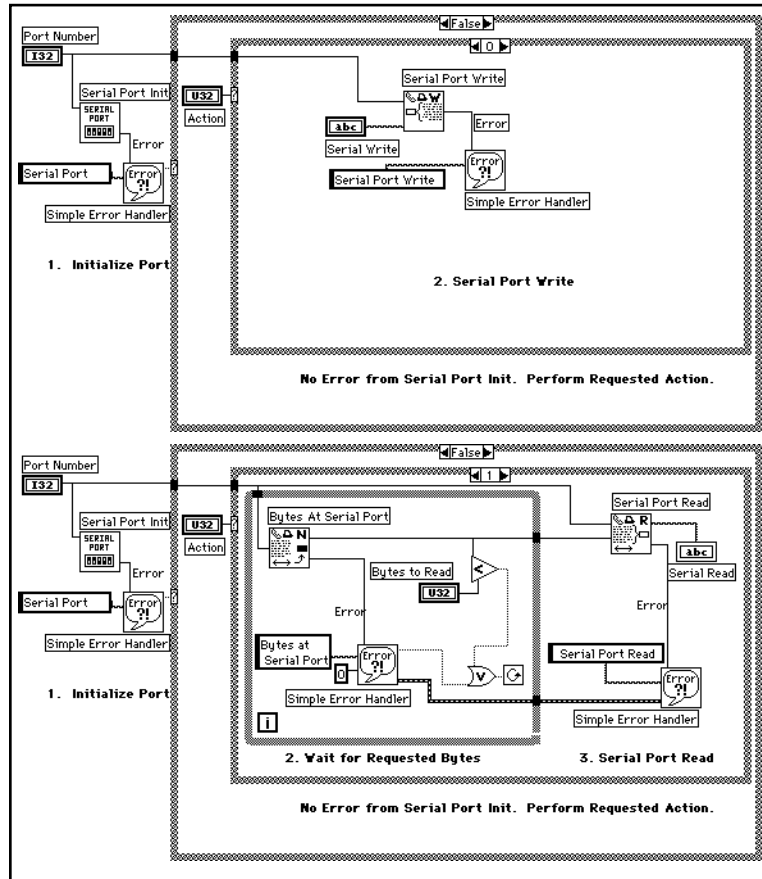 False
Port Number
0
I32
Serial Port Write
Serial Port Init
U32
?
SERIAL
PORT
W
Action
abc
Error
Error
Serial Write
Serial Port
Error
?!
?
Serial Port Write
Error
?!
Simple Error Handler
Simple Error Handler
1. Initialize Port
2. Serial Port Write
No Error from Serial Port Init. Perform Requested Action.
False
Port Number
1
I32
Serial Port Read
Serial Port Init
U32
?
Bytes At Serial Port
R
SERIAL
PORT
Action
N
abc
Bytes to Read
<
Serial Read
Error
U32
Serial Port
Error
?!
?
Error
Error
Simple Error Handler
Bytes at
Serial Port
Error
?!
Serial Port Read
0
V
Error
?!
1. Initialize Port
Simple Error Handler
Simple Error Handler
i
2. Wait for Requested Bytes
3. Serial Port Read
No Error from Serial Port Init. Perform Requested Action.